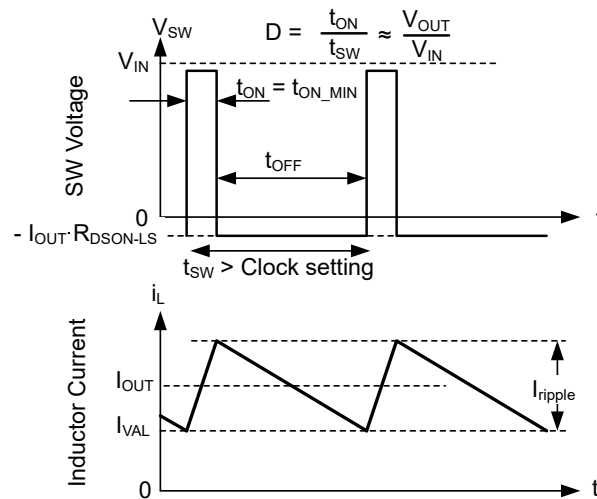 V_SW
D = t_ON / t_SW ≈ V_OUT / V_IN
V_IN
t_ON = t_ON_MIN
SW Voltage
t_OFF
0
t
- I_OUT·R_DSON-LS
t_SW > Clock setting
i_L
Inductor Current
I_OUT
I_ripple
I_VAL
0
t